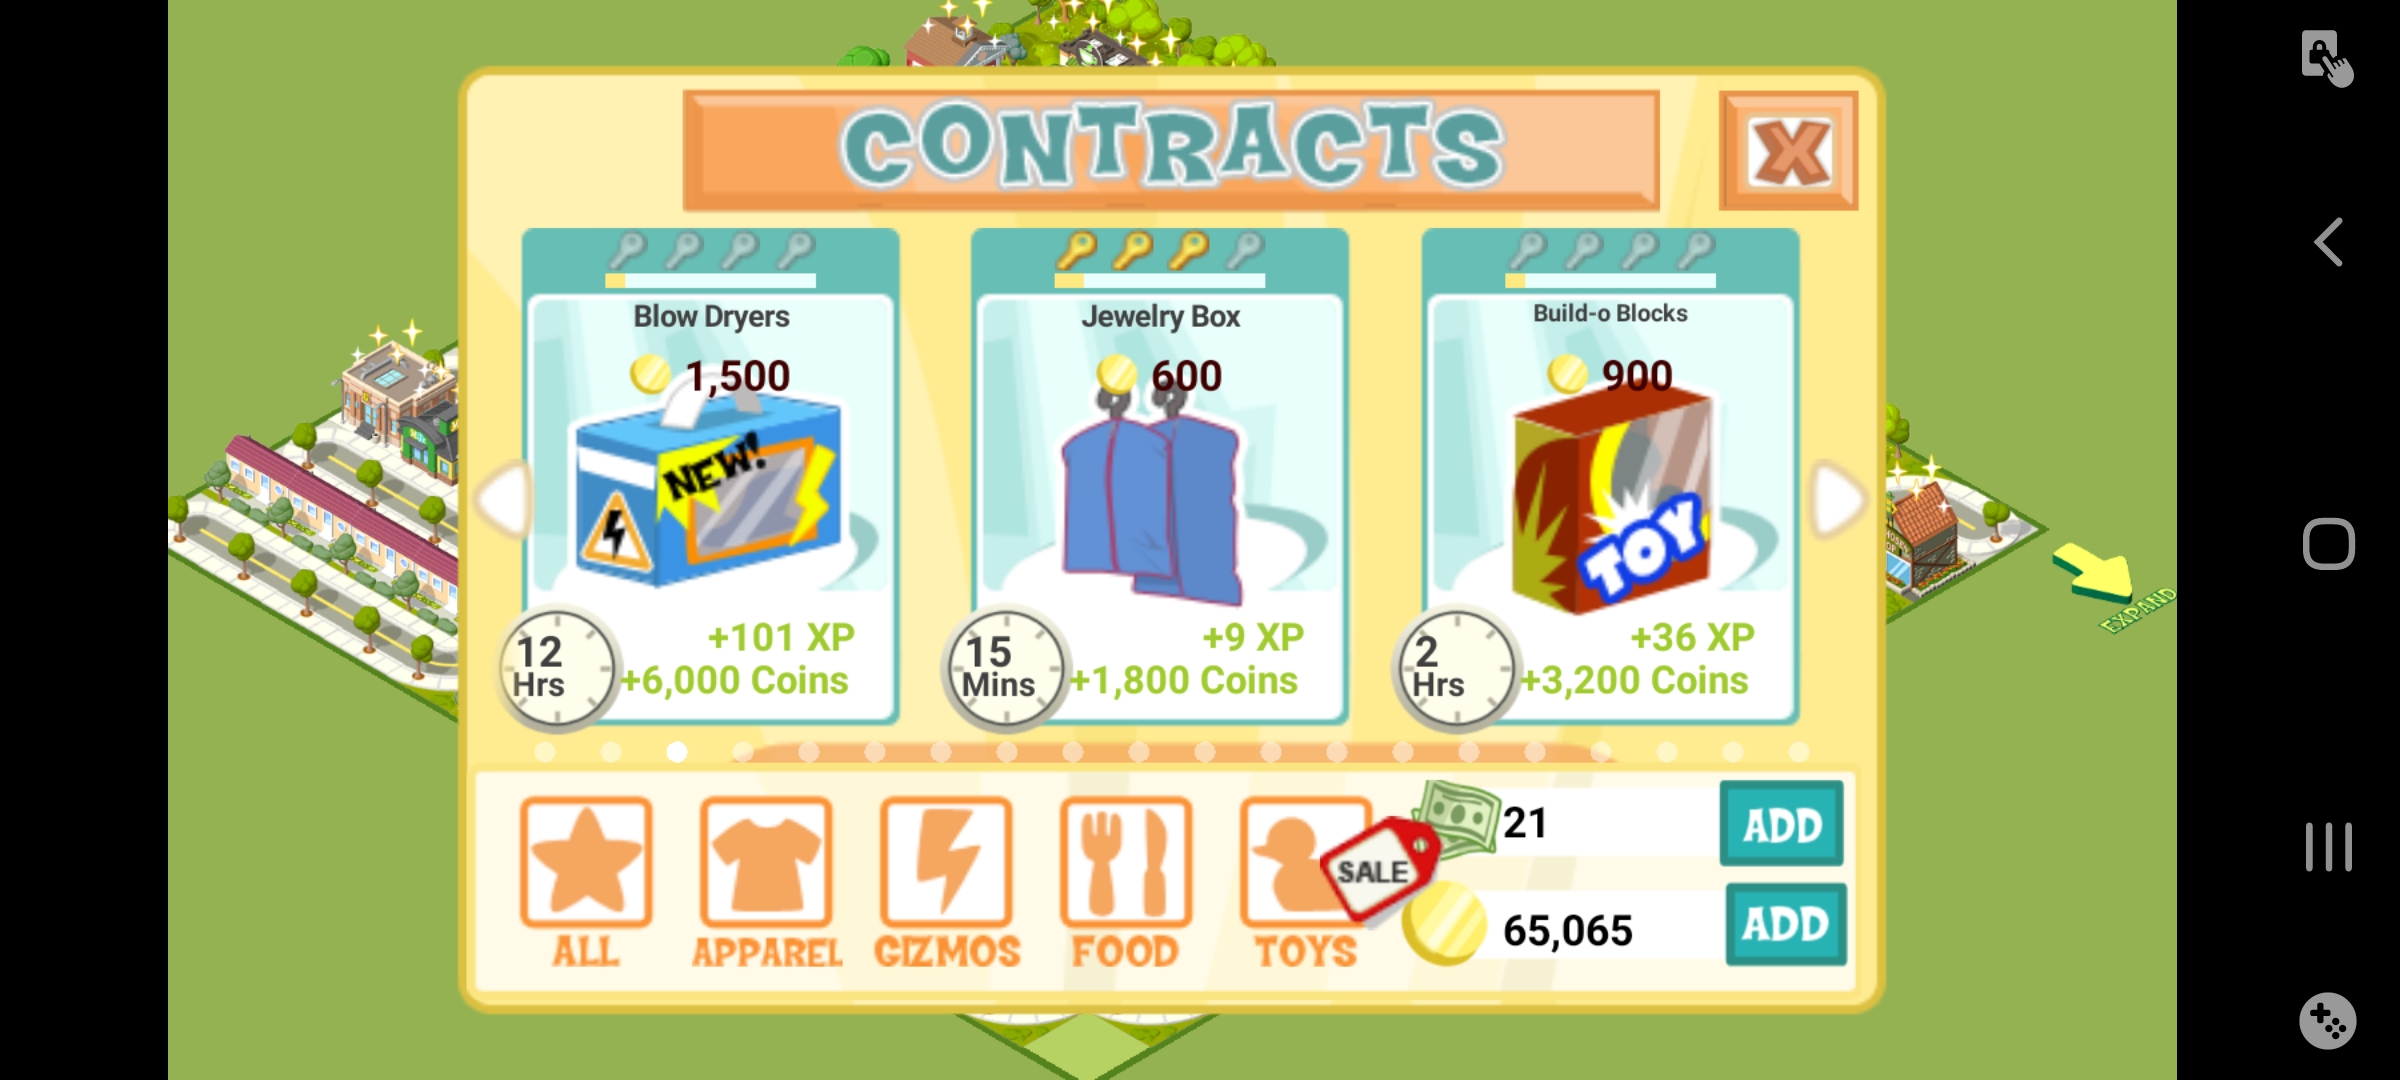 CONTRACTS
X
Blow Dryers
1,500
NEW!
12
Hrs
+101 XP
+6,000 Coins
Jewelry Box
600
15
Mins
+9 XP
+1,800 Coins
Build-o Blocks
900
TOY
2
Hrs
+36 XP
+3,200 Coins
EXPAND
ALL
APPAREL
GIZMOS
FOOD
TOYS
SALE
21
ADD
65,065
ADD